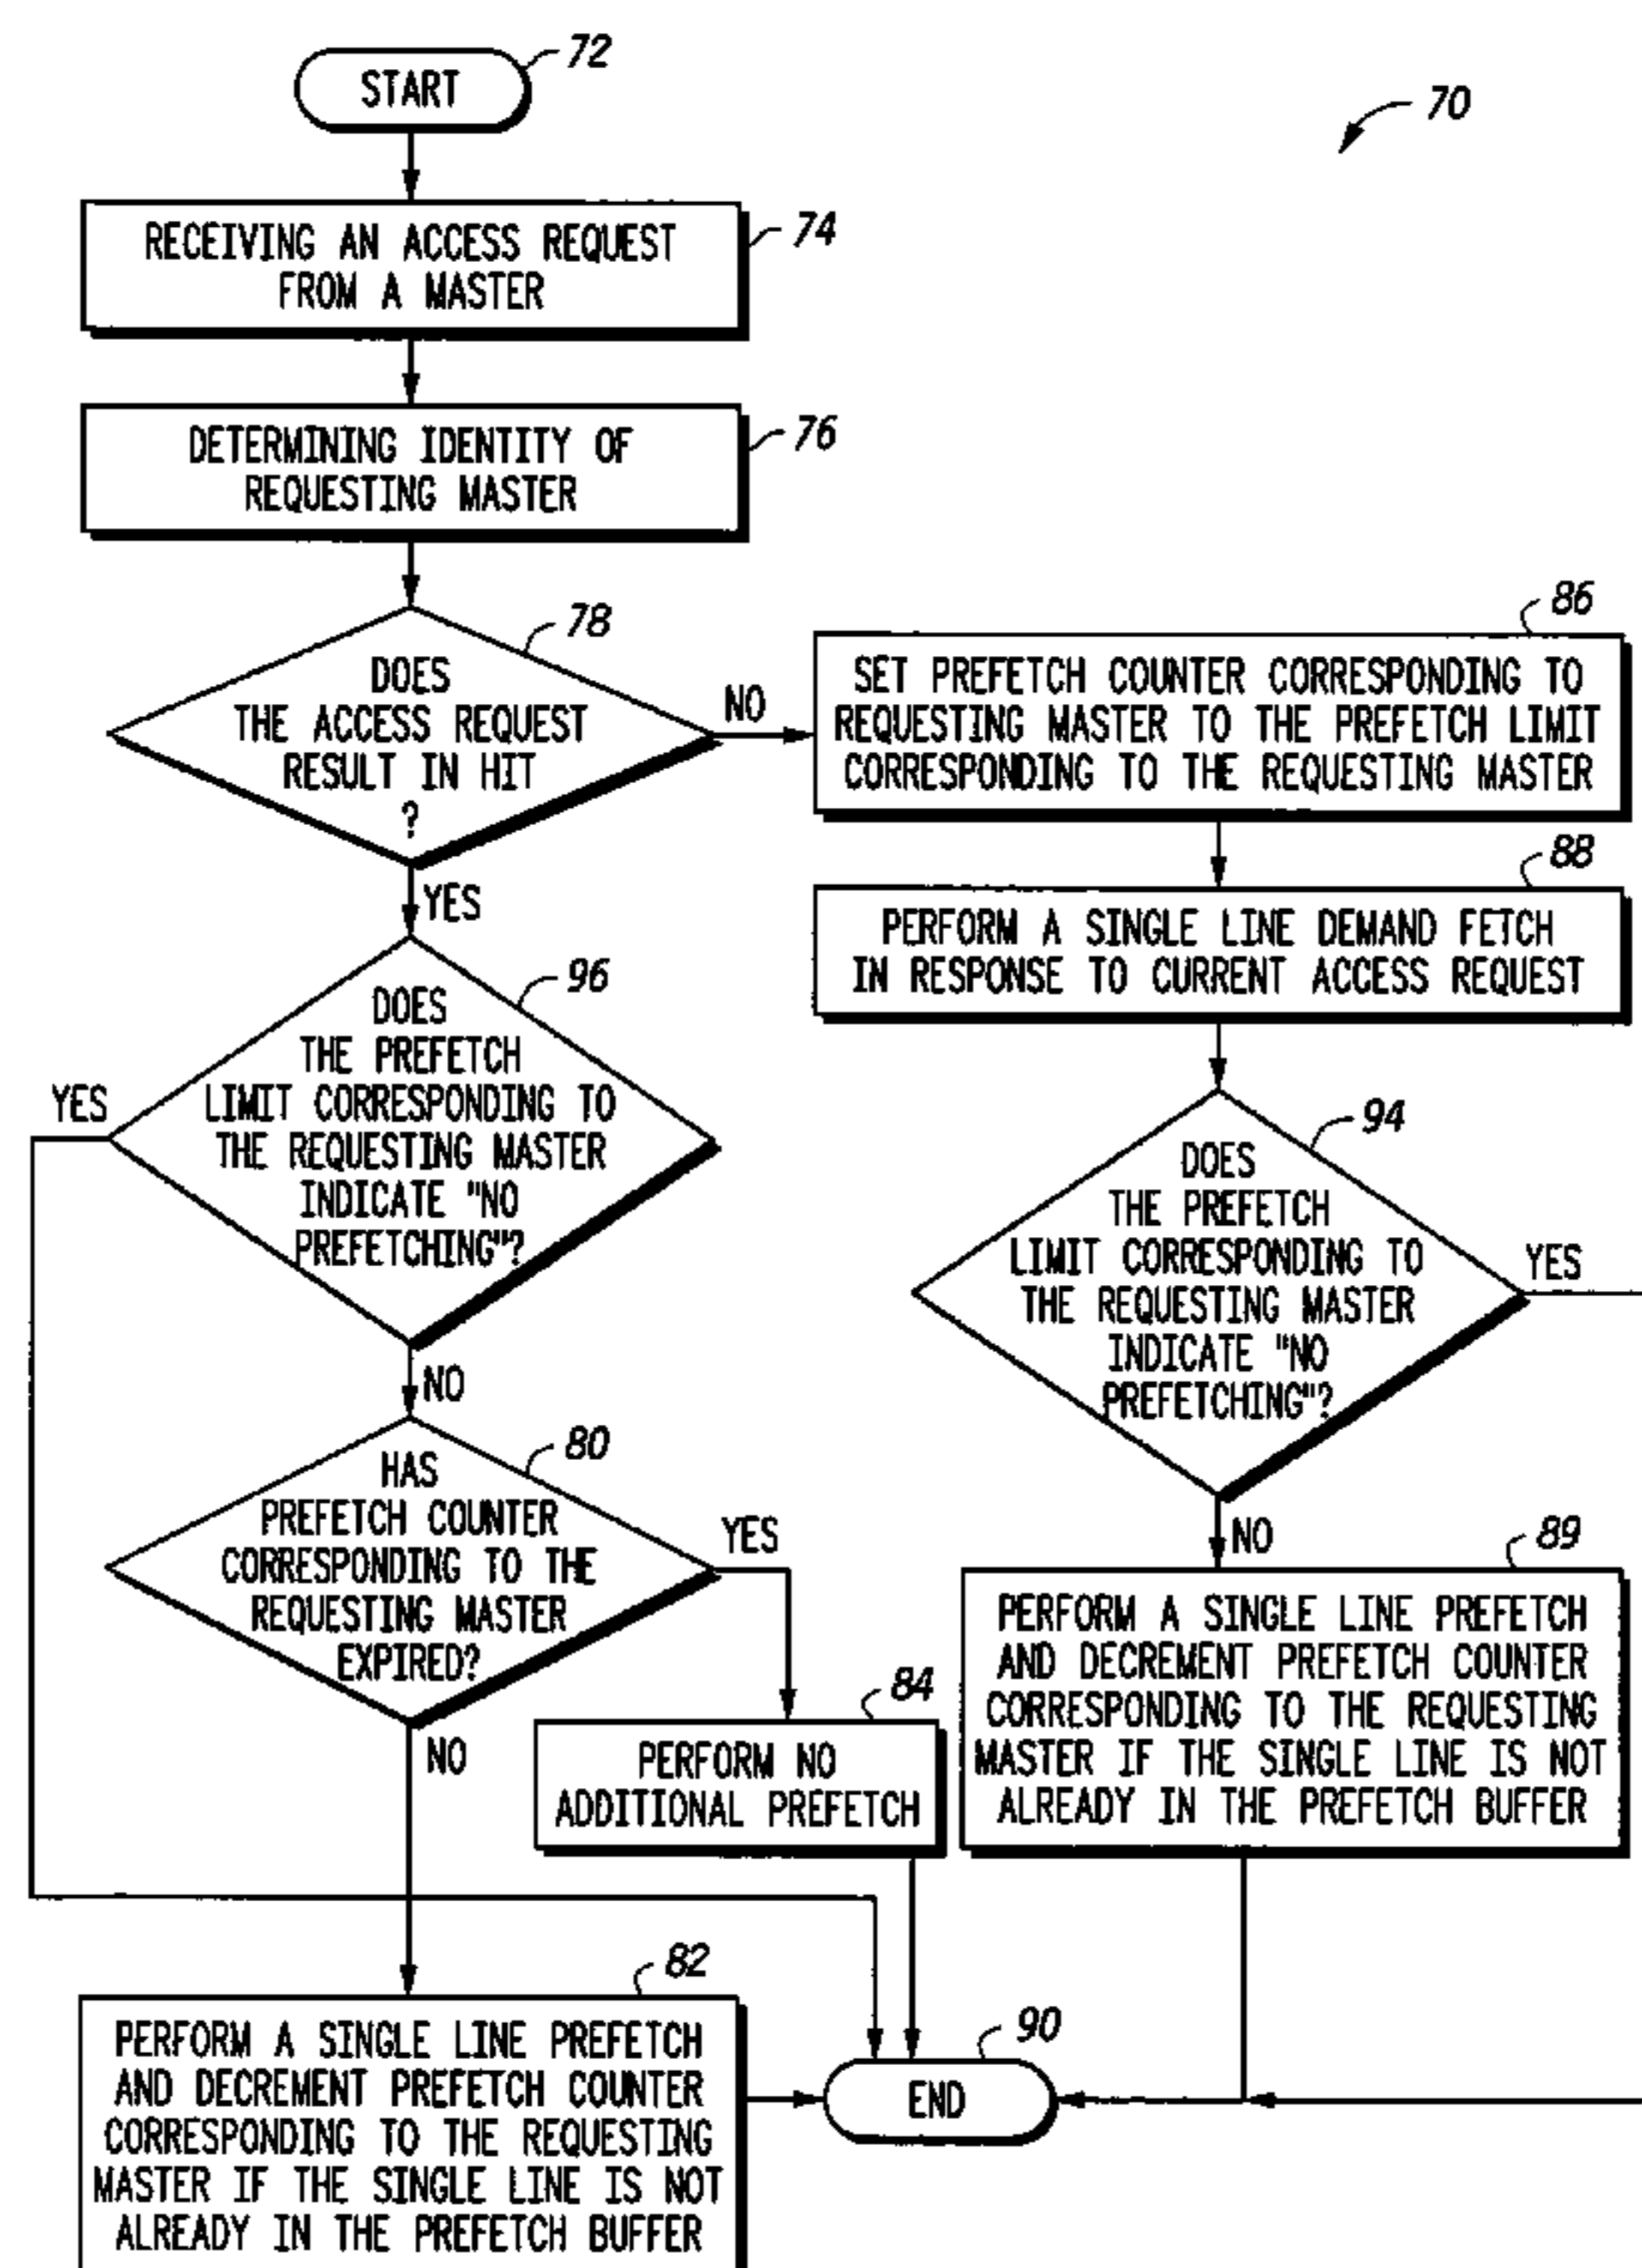 START
72
70
RECEIVING AN ACCESS REQUEST
FROM A MASTER
74
DETERMINING IDENTITY OF
REQUESTING MASTER
76
DOES
THE ACCESS REQUEST
RESULT IN HIT
?
78
NO
YES
SET PREFETCH COUNTER CORRESPONDING TO
REQUESTING MASTER TO THE PREFETCH LIMIT
CORRESPONDING TO THE REQUESTING MASTER
86
PERFORM A SINGLE LINE DEMAND FETCH
IN RESPONSE TO CURRENT ACCESS REQUEST
88
DOES
THE PREFETCH
LIMIT CORRESPONDING TO
THE REQUESTING MASTER
INDICATE "NO
PREFETCHING"?
96
YES
NO
DOES
THE PREFETCH
LIMIT CORRESPONDING TO
THE REQUESTING MASTER
INDICATE "NO
PREFETCHING"?
94
YES
NO
HAS
PREFETCH COUNTER
CORRESPONDING TO THE
REQUESTING MASTER
EXPIRED?
80
YES
NO
PERFORM NO
ADDITIONAL PREFETCH
84
PERFORM A SINGLE LINE PREFETCH
AND DECREMENT PREFETCH COUNTER
CORRESPONDING TO THE REQUESTING
MASTER IF THE SINGLE LINE IS NOT
ALREADY IN THE PREFETCH BUFFER
89
PERFORM A SINGLE LINE PREFETCH
AND DECREMENT PREFETCH COUNTER
CORRESPONDING TO THE REQUESTING
MASTER IF THE SINGLE LINE IS NOT
ALREADY IN THE PREFETCH BUFFER
82
END
90